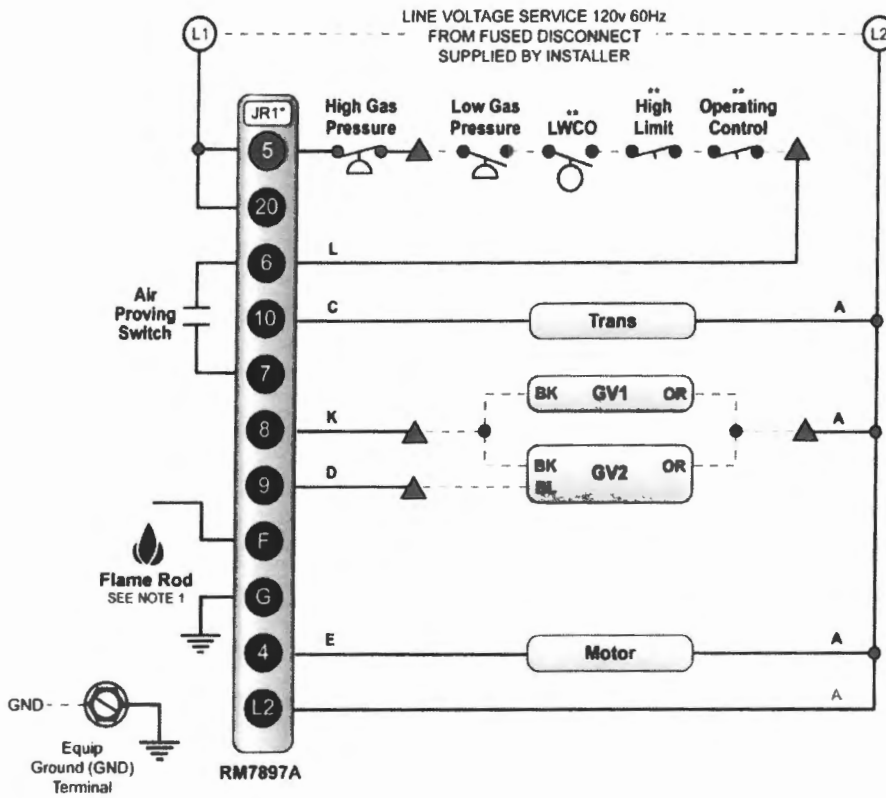 LINE VOLTAGE SERVICE 120v 60Hz
L1
FROM FUSED DISCONNECT
L2
SUPPLIED BY INSTALLER
JR1*
High Gas
Pressure
Low Gas
Pressure
**
LWCO
**
High
Limit
**
Operating
Control
5
20
6
L
Air
Proving
Switch
10
C
Trans
A
7
BK
GV1
OR
8
K
A
BK
GV2
OR
9
D
BL
F
Flame Rod
SEE NOTE 1
G
4
E
Motor
A
L2
A
GND
Equip
Ground (GND)
Terminal
RM7897A